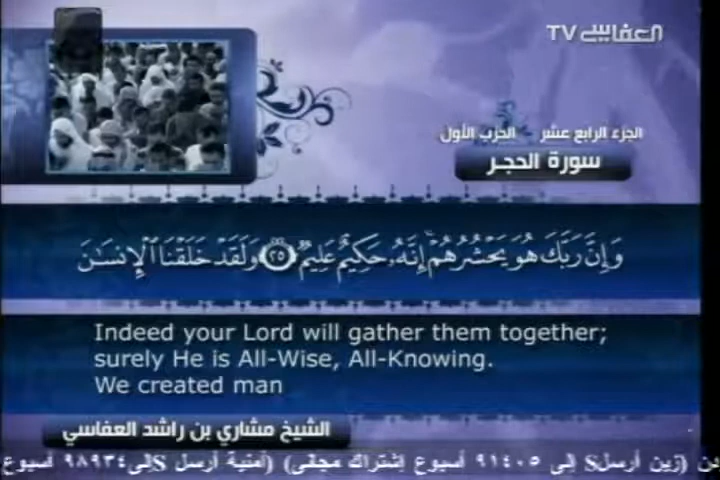 العفاسي TV
الجزء الرابع عشر الحزب الأول
سورة الحجر
وَإِنَّ رَبَّكَ هُوَ يَحْشُرُهُمْ ۚ إِنَّهُۥ حَكِيمٌ عَلِيمٌ ﴿٢٥﴾ وَلَقَدْ خَلَقْنَا ٱلْإِنسَٰنَ
Indeed your Lord will gather them together;
surely He is All-Wise, All-Knowing.
We created man
الشيخ مشاري بن راشد العفاسي
(زين أرسلS إلى ٩١٤٠٥ أسبوع إشتراك مجاني) (أمنية أرسل S إلى ٩٨٩٣٤ أسبوع